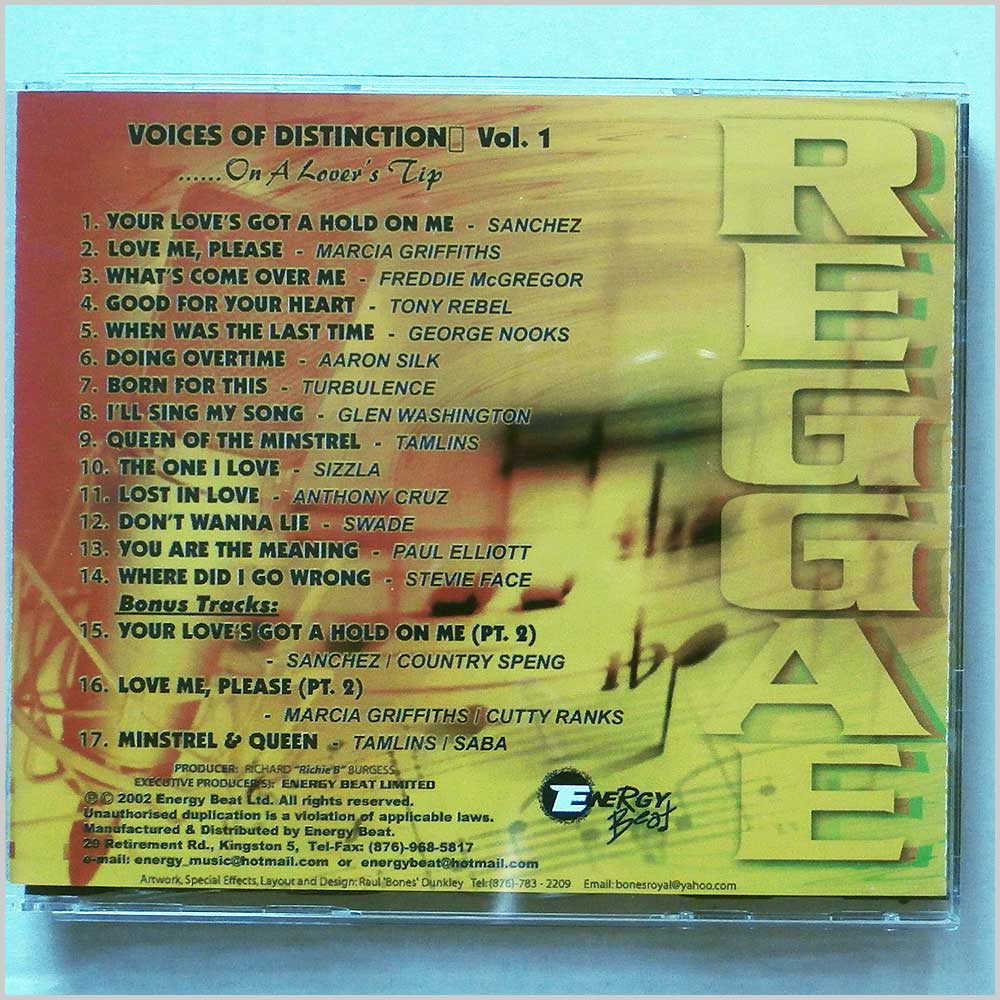 VOICES OF DISTINCTION▯ Vol. 1
......On A Lover's Tip
1. YOUR LOVE'S GOT A HOLD ON ME - SANCHEZ
2. LOVE ME, PLEASE - MARCIA GRIFFITHS
3. WHAT'S COME OVER ME - FREDDIE McGREGOR
4. GOOD FOR YOUR HEART - TONY REBEL
5. WHEN WAS THE LAST TIME - GEORGE NOOKS
6. DOING OVERTIME - AARON SILK
7. BORN FOR THIS - TURBULENCE
8. I'LL SING MY SONG - GLEN WASHINGTON
9. QUEEN OF THE MINSTREL - TAMLINS
10. THE ONE I LOVE - SIZZLA
11. LOST IN LOVE - ANTHONY CRUZ
12. DON'T WANNA LIE - SWADE
13. YOU ARE THE MEANING - PAUL ELLIOTT
14. WHERE DID I GO WRONG - STEVIE FACE
Bonus Tracks:
15. YOUR LOVE'S GOT A HOLD ON ME (PT. 2)
- SANCHEZ / COUNTRY SPENG
16. LOVE ME, PLEASE (PT. 2)
- MARCIA GRIFFITHS / CUTTY RANKS
17. MINSTREL & QUEEN - TAMLINS / SABA
PRODUCER: RICHARD "Richie B" BURGESS
EXECUTIVE PRODUCER(S): ENERGY BEAT LIMITED
℗© 2002 Energy Beat Ltd. All rights reserved.
Unauthorised duplication is a violation of applicable laws.
Manufactured & Distributed by Energy Beat.
29 Retirement Rd., Kingston 5, Tel-Fax: (876)-968-5817
e-mail: energy_music@hotmail.com or energybeat@hotmail.com
Artwork, Special Effects, Layout and Design: Raul 'Bones' Dunkley Tel:(876)-783 - 2209 Email: bonesroyal@yahoo.com
ENERGY
Beat
REGGAE